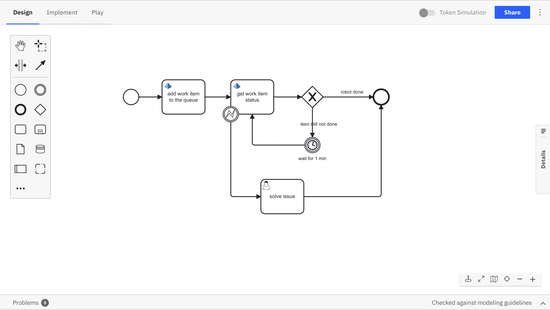 Design
Implement
Play
Token Simulation
Share
add work item
to the queue
get work item
status
robot done
item still not done
wait for 1 min
solve issue
Details
Problems
Checked against modeling guidelines